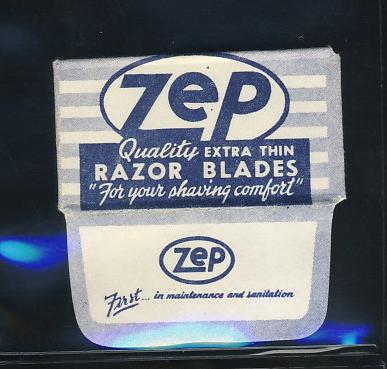 Zep
Quality EXTRA THIN
RAZOR BLADES
"For your shaving comfort"
Zep
First... in maintenance and sanitation